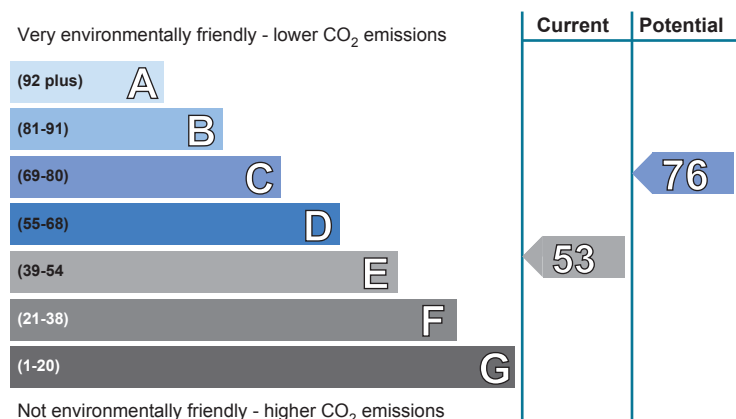 Very environmentally friendly - lower CO2 emissions
Current Potential
(92 plus) A
(81-91) B
(69-80) C
76
(55-68) D
(39-54 E
53
(21-38) F
(1-20) G
Not environmentally friendly - higher CO2 emissions